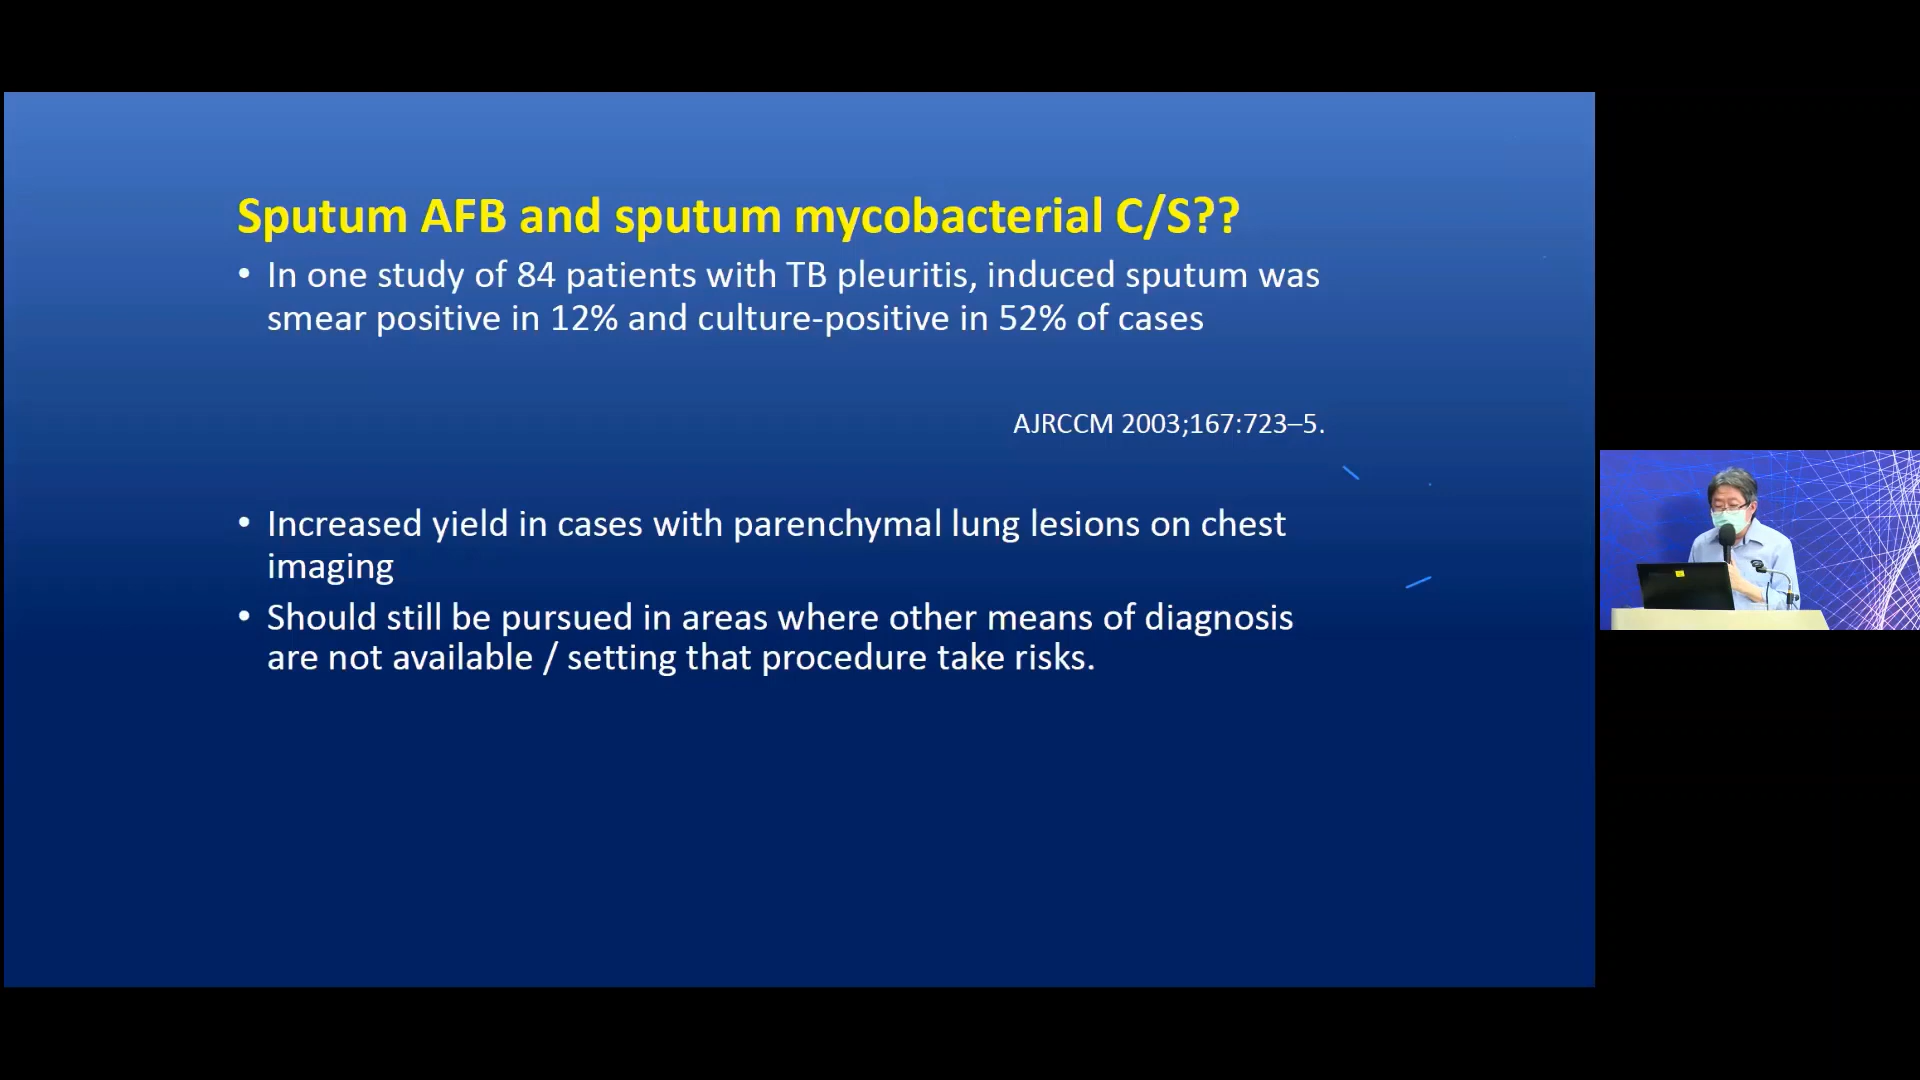 Sputum AFB and sputum mycobacterial C/S??
• In one study of 84 patients with TB pleuritis, induced sputum was
smear positive in 12% and culture-positive in 52% of cases
AJRCCM 2003;167:723–5.
• Increased yield in cases with parenchymal lung lesions on chest
imaging
• Should still be pursued in areas where other means of diagnosis
are not available / setting that procedure take risks.